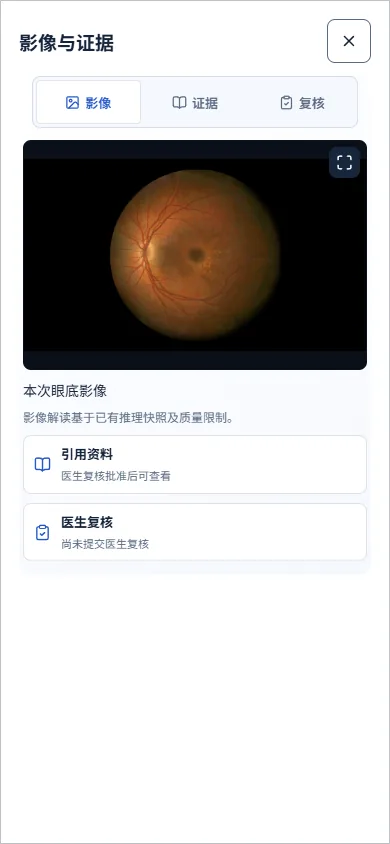 影像与证据
影像
证据
复核
本次眼底影像
影像解读基于已有推理快照及质量限制。
引用资料
医生复核批准后可查看
医生复核
尚未提交医生复核